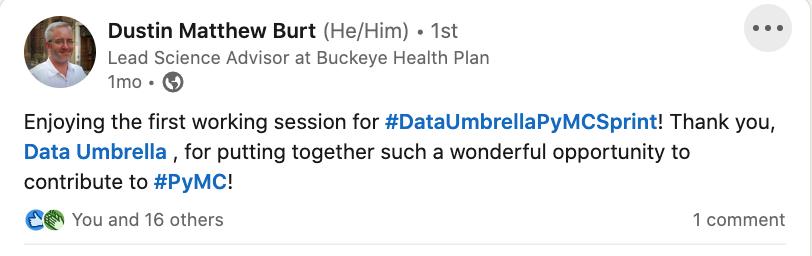 Dustin Matthew Burt (He/Him) • 1st
Lead Science Advisor at Buckeye Health Plan
1mo •
Enjoying the first working session for #DataUmbrellaPyMCSprint! Thank you,
Data Umbrella , for putting together such a wonderful opportunity to
contribute to #PyMC!
You and 16 others 1 comment